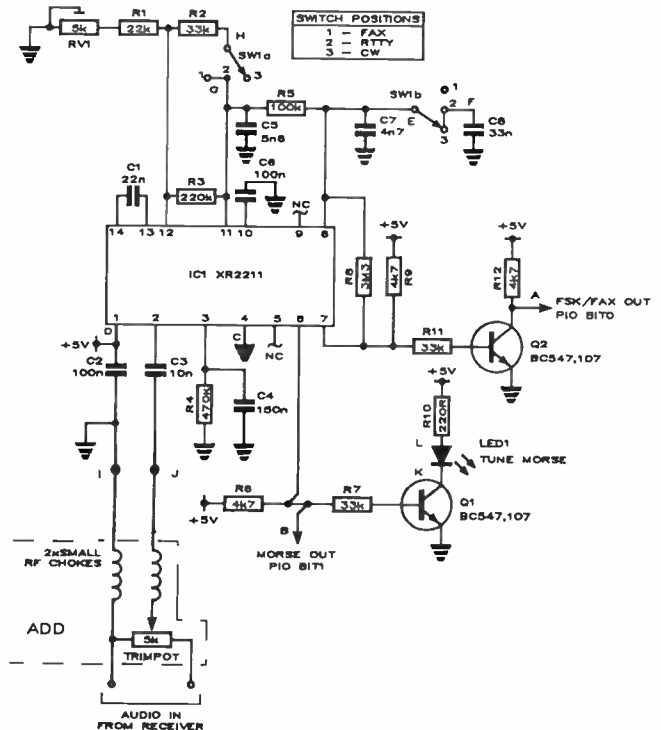 R1
R2
5k
22k
33k
RV1
H
SW1a
SWITCH POSITIONS
1 - FAX
2 - RTTY
3 - CW
1
2
3
G
R5
100k
C5
5n6
C7
4n7
SW1b
E
1
2
F
3
C8
33n
C1
22n
R3
220k
C6
100n
NC
14
13
12
11
10
9
8
IC1 XR2211
1
2
3
4
5
6
7
R8
3M3
+5V
4k7
R9
+5V
R12
4k7
A
FSK/FAX OUT
PIO BIT0
R11
33k
Q2
BC547,107
D
+5V
C2
100n
C3
10n
R4
470k
C
NC
C4
150n
+5V
R10
220R
L
LED1
TUNE MORSE
K
I
J
R6
4k7
+5V
R7
33k
B
Q1
BC547,107
MORSE OUT
PIO BIT1
2xSMALL
RF CHOKES
ADD
5k
TRIMPOT
AUDIO IN
FROM RECEIVER